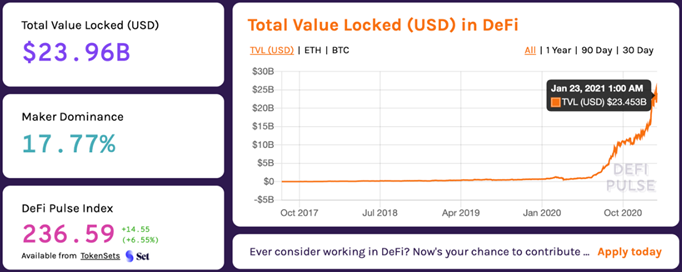 Total Value Locked (USD)
$23.96B
Maker Dominance
17.77%
DeFi Pulse Index
236.59 +14.55 (+6.55%)
Available from TokenSets Set
Total Value Locked (USD) in DeFi
TVL (USD) | ETH | BTC
All | 1 Year | 90 Day | 30 Day
$30B
$25B
$20B
$15B
$10B
$5B
$0
-$5B
Jan 23, 2021 1:00 AM
TVL (USD) $23.453B
DEFI
PULSE
Oct 2017 Jul 2018 Apr 2019 Jan 2020 Oct 2020
Ever consider working in DeFi? Now's your chance to contribute ... Apply today